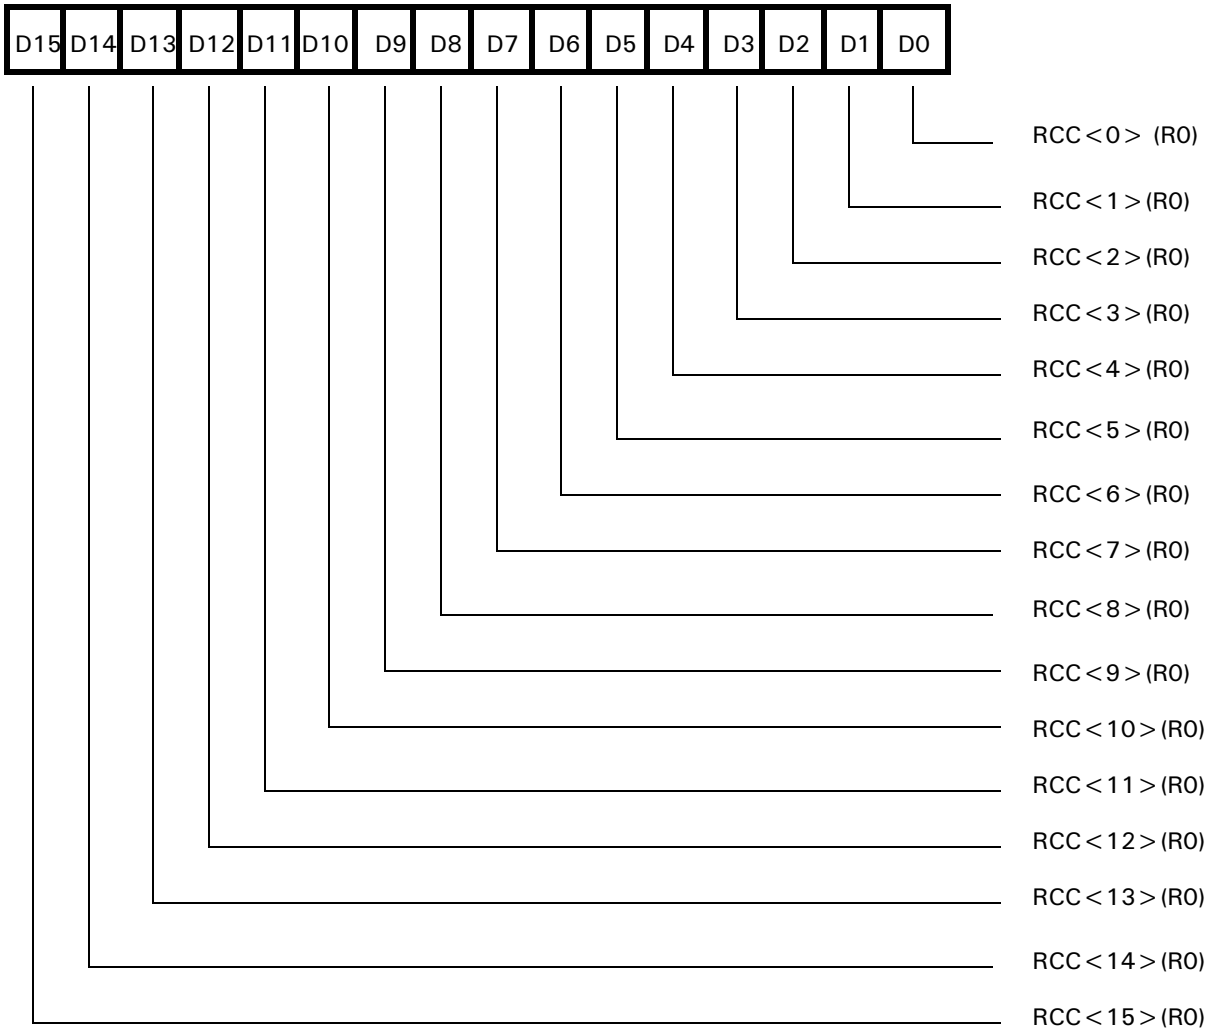 D15 D14 D13 D12 D11 D10 D9 D8 D7 D6 D5 D4 D3 D2 D1 D0
RCC<0> (R0)
RCC<1>(R0)
RCC<2>(R0)
RCC<3>(R0)
RCC<4>(R0)
RCC<5>(R0)
RCC<6>(R0)
RCC<7>(R0)
RCC<8>(R0)
RCC<9>(R0)
RCC<10>(R0)
RCC<11>(R0)
RCC<12>(R0)
RCC<13>(R0)
RCC<14>(R0)
RCC<15>(R0)